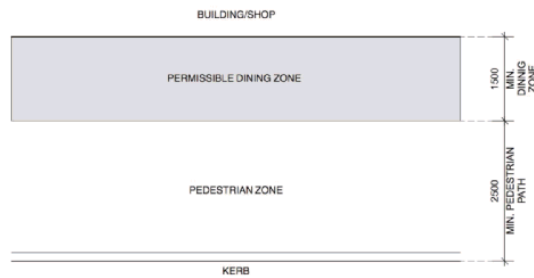 BUILDING/SHOP
PERMISSIBLE DINING ZONE
1500
MIN.
DINNIG
ZONE
PEDESTRIAN ZONE
2500
MIN. PEDESTRIAN
PATH
KERB